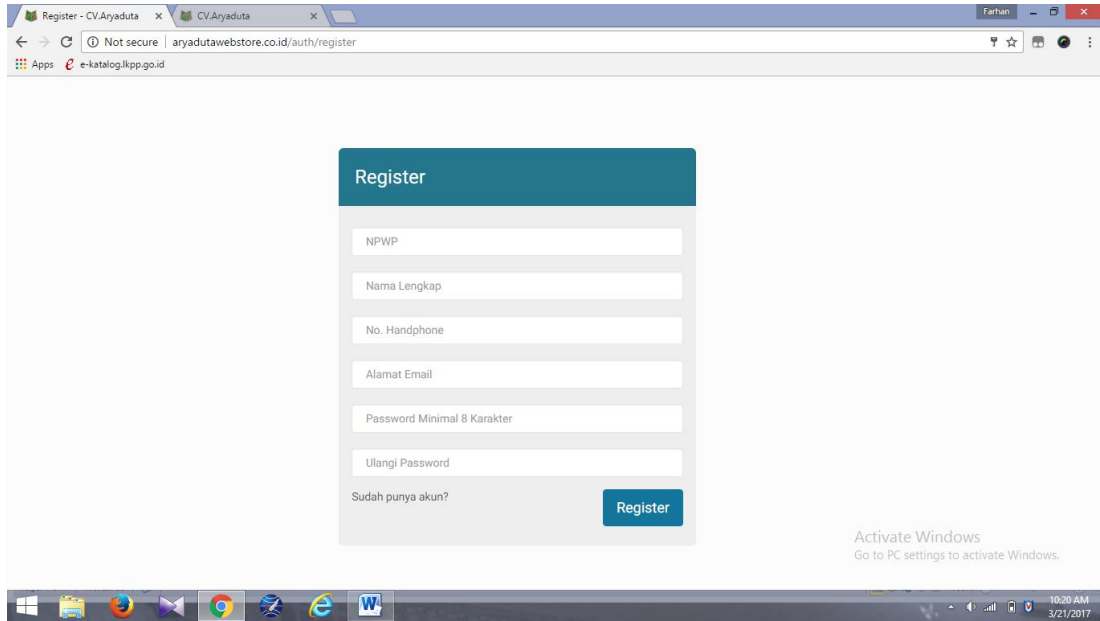 Register - CV.Aryaduta
CV.Aryaduta
Farhan
Not secure | aryadutawebstore.co.id/auth/register
Apps e-katalog.lkpp.go.id
Register
NPWP
Nama Lengkap
No. Handphone
Alamat Email
Password Minimal 8 Karakter
Ulangi Password
Sudah punya akun?
Register
Activate Windows
Go to PC settings to activate Windows.
10:20 AM
3/21/2017